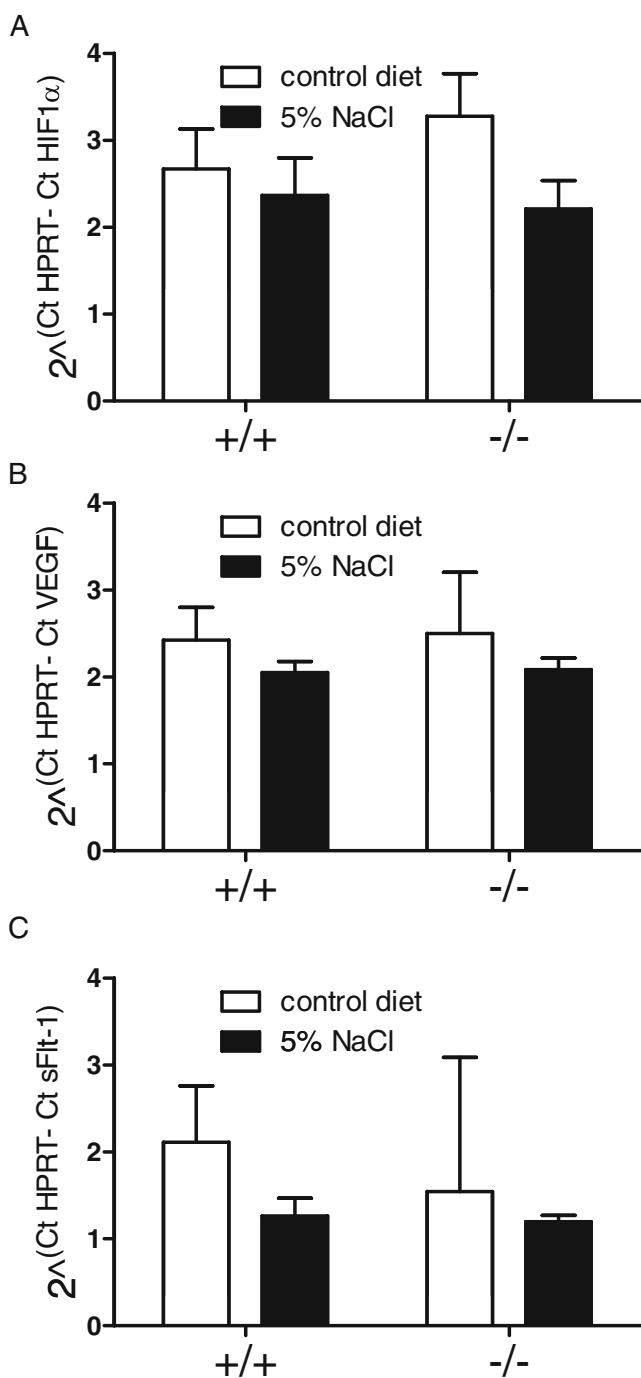 A
2^(Ct HPRT- Ct HIF1α)
4
3
2
1
0
control diet
5% NaCl
+/+
-/-
B
2^(Ct HPRT- Ct VEGF)
4
3
2
1
0
control diet
5% NaCl
+/+
-/-
C
2^(Ct HPRT- Ct sFlt-1)
4
3
2
1
0
control diet
5% NaCl
+/+
-/-